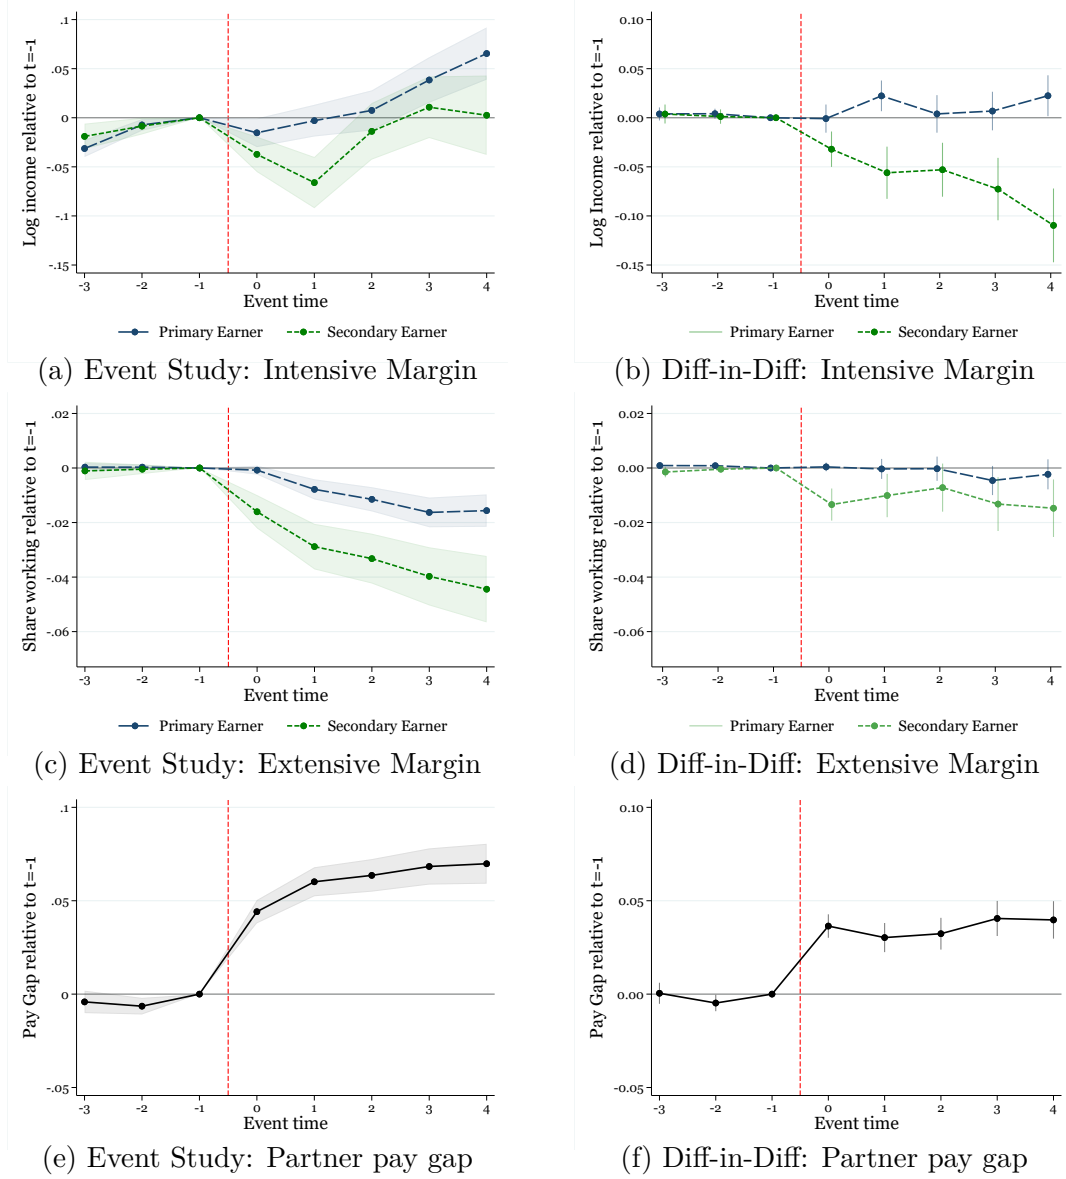 Log income relative to t=-1
.1
.05
0
-.05
-.1
-.15
-3 -2 -1 0 1 2 3 4
Event time
Primary Earner Secondary Earner
(a) Event Study: Intensive Margin
Log Income relative to t=-1
0.10
0.05
0.00
-0.05
-0.10
-0.15
-3 -2 -1 0 1 2 3 4
Event time
Primary Earner Secondary Earner
(b) Diff-in-Diff: Intensive Margin
Share working relative to t=-1
.02
0
-.02
-.04
-.06
-3 -2 -1 0 1 2 3 4
Event time
Primary Earner Secondary Earner
(c) Event Study: Extensive Margin
Share working relative to t=-1
0.02
0.00
-0.02
-0.04
-0.06
-3 -2 -1 0 1 2 3 4
Event time
Primary Earner Secondary Earner
(d) Diff-in-Diff: Extensive Margin
Pay Gap relative to t=-1
.1
.05
0
-.05
-3 -2 -1 0 1 2 3 4
Event time
(e) Event Study: Partner pay gap
Pay Gap relative to t=-1
0.10
0.05
0.00
-0.05
-3 -2 -1 0 1 2 3 4
Event time
(f) Diff-in-Diff: Partner pay gap